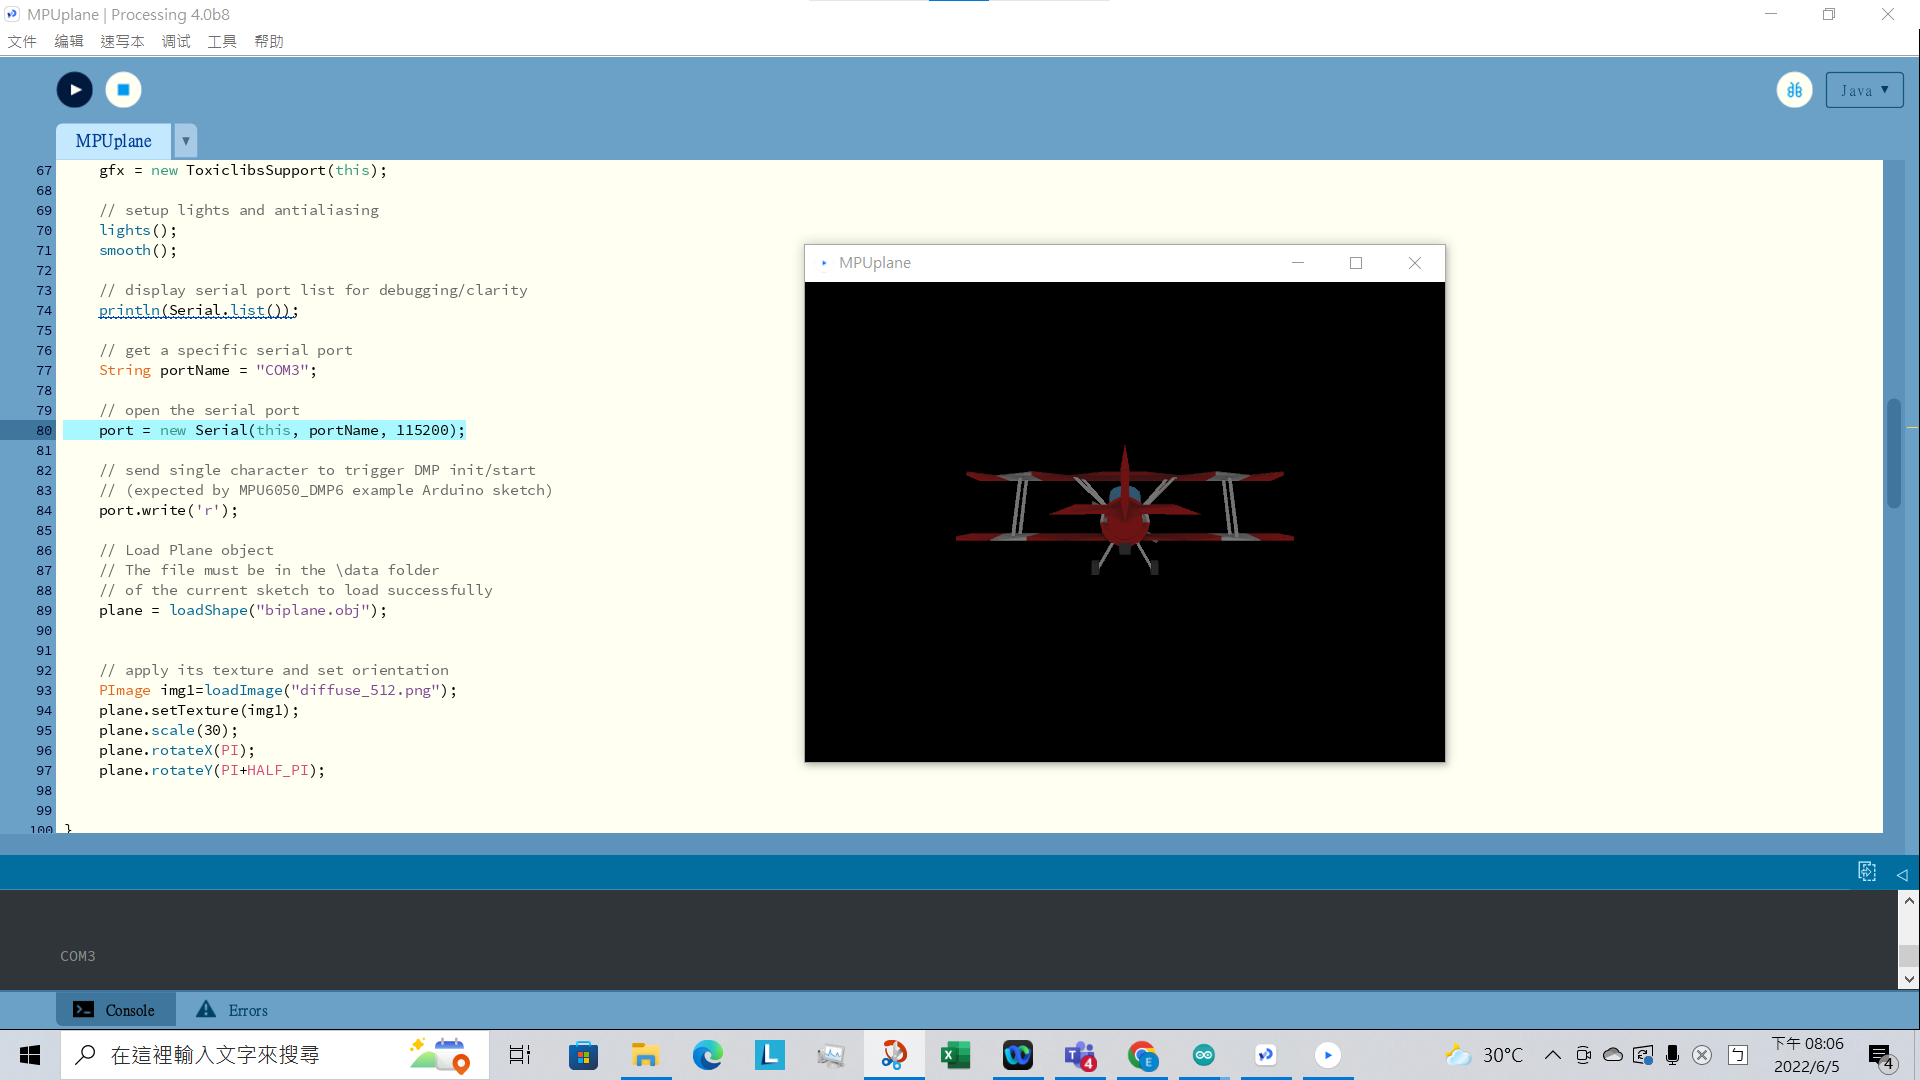 MPUplane | Processing 4.0b8
文件 编辑 速写本 调试 工具 帮助
Java ▼
MPUplane ▼
67 gfx = new ToxiclibsSupport(this);
68
69 // setup lights and antialiasing
70 lights();
71 smooth();
72
73 // display serial port list for debugging/clarity
74 println(Serial.list());
75
76 // get a specific serial port
77 String portName = "COM3";
78
79 // open the serial port
80 port = new Serial(this, portName, 115200);
81
82 // send single character to trigger DMP init/start
83 // (expected by MPU6050_DMP6 example Arduino sketch)
84 port.write('r');
85
86 // Load Plane object
87 // The file must be in the \data folder
88 // of the current sketch to load successfully
89 plane = loadShape("biplane.obj");
90
91
92 // apply its texture and set orientation
93 PImage img1=loadImage("diffuse_512.png");
94 plane.setTexture(img1);
95 plane.scale(30);
96 plane.rotateX(PI);
97 plane.rotateY(PI+HALF_PI);
98
99
100 }
MPUplane
COM3
Console Errors
在這裡輸入文字來搜尋
L
4
E
30°C
下午 08:06
2022/6/5
4